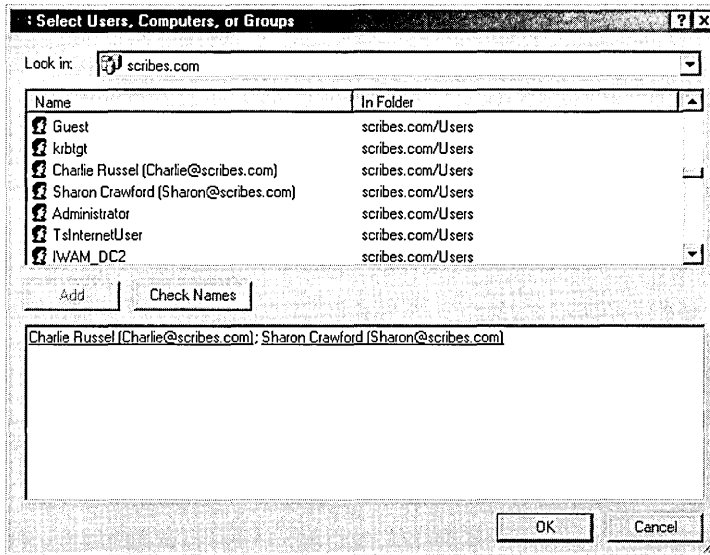 Select Users, Computers, or Groups
Look in: scribes.com
Name In Folder
Guest scribes.com/Users
krbtgt scribes.com/Users
Charlie Russel (Charlie@scribes.com) scribes.com/Users
Sharon Crawford (Sharon@scribes.com) scribes.com/Users
Administrator scribes.com/Users
TsInternetUser scribes.com/Users
IWAM_DC2 scribes.com/Users
Add Check Names
Charlie Russel (Charlie@scribes.com); Sharon Crawford (Sharon@scribes.com)
OK Cancel